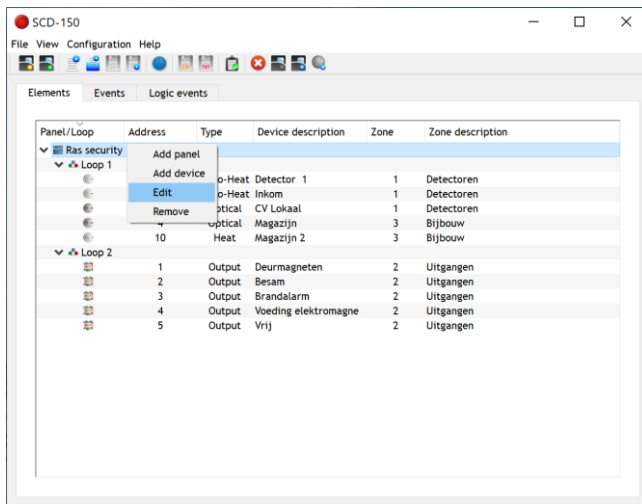 SCD-150
File View Configuration Help
Elements Events Logic events
Panel/Loop Address Type Device description Zone Zone description
Ras security
Add panel
Loop 1
Add device
o-Heat Detector 1 1 Detectoren
Edit
o-Heat Inkom 1 Detectoren
Remove
ptical CV Lokaal 1 Detectoren
4 ptical Magazijn 3 Bijbouw
10 Heat Magazijn 2 3 Bijbouw
Loop 2
1 Output Deurmagneten 2 Uitgangen
2 Output Besam 2 Uitgangen
3 Output Brandalarm 2 Uitgangen
4 Output Voeding elektromagne 2 Uitgangen
5 Output Vrij 2 Uitgangen